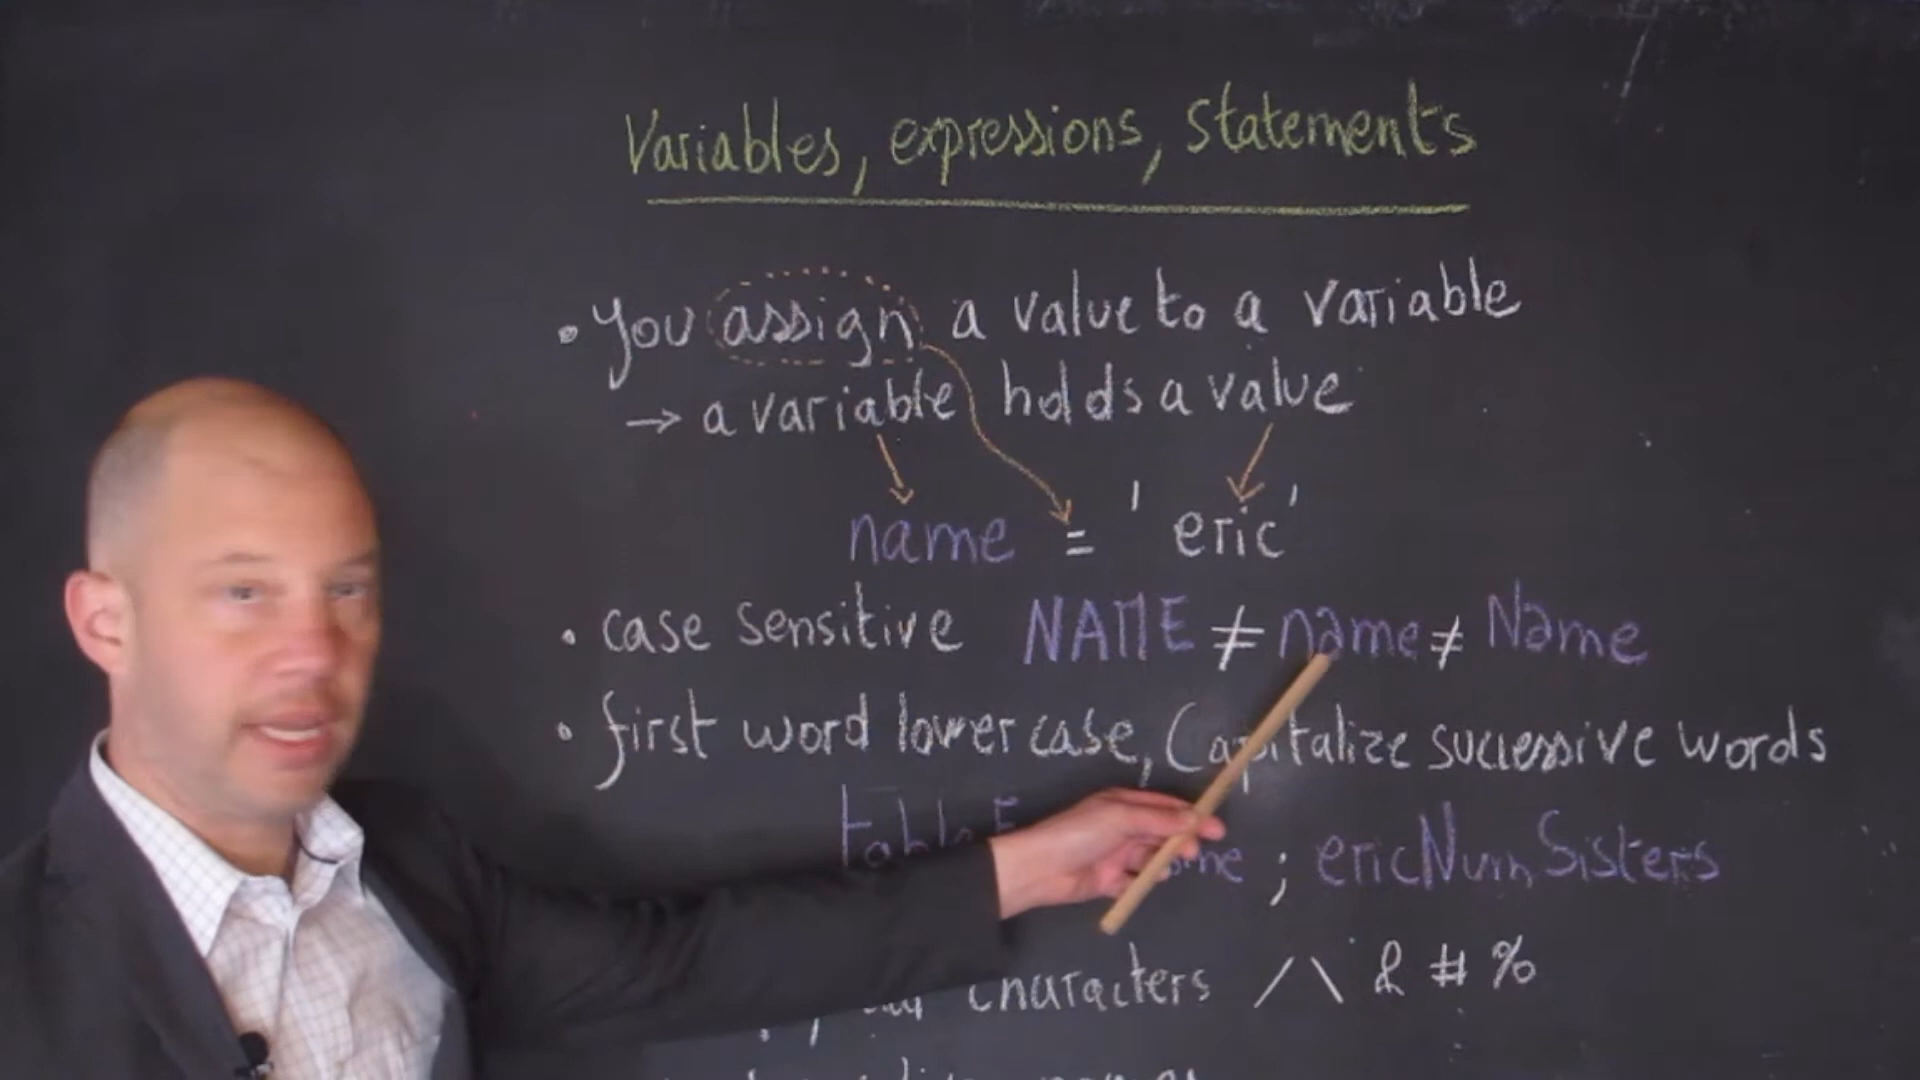 Variables, expressions, statements
• You assign a value to a variable
→ a variable holds a value
name = 'eric'
• case sensitive NAME ≠ name ≠ Name
• first word lower case, Capitalize successive words
; ericNumSisters
characters / \ & # %